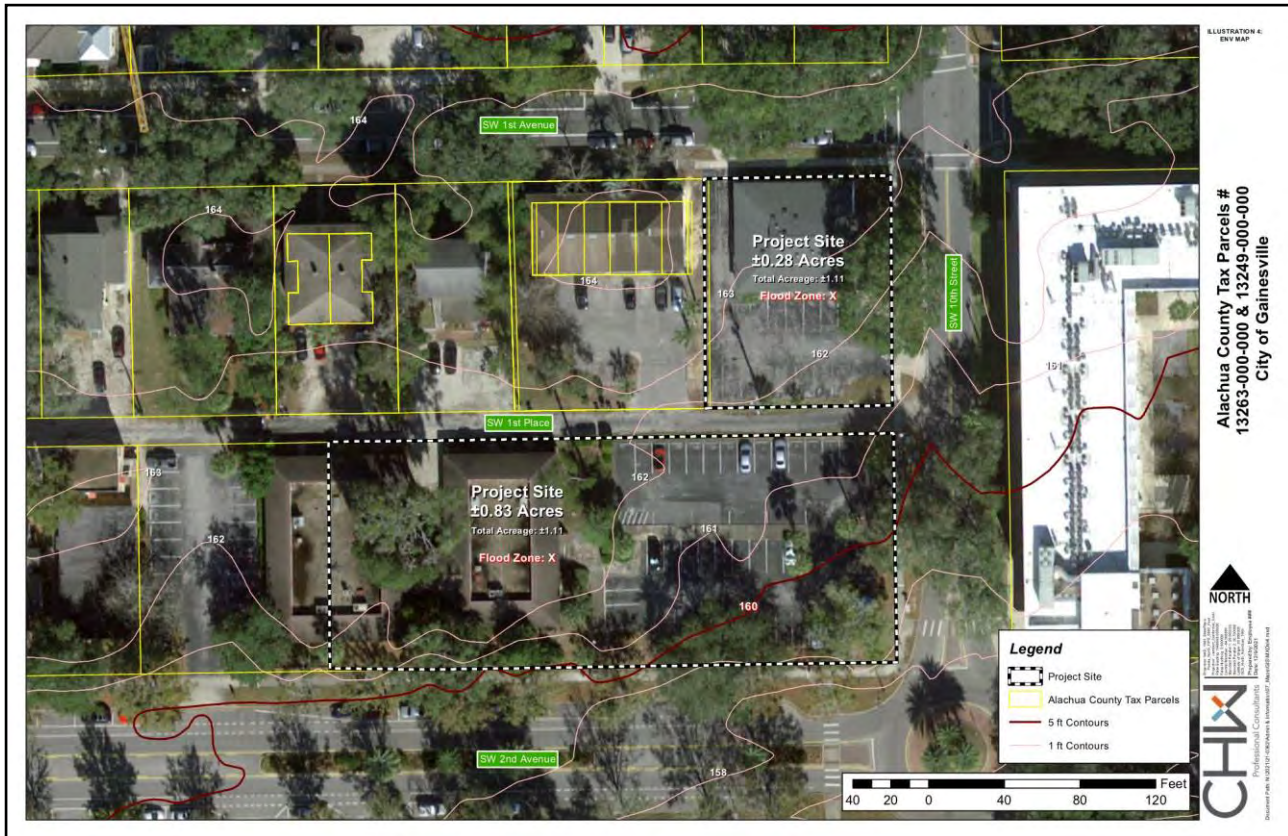 ILLUSTRATION 4:
ENV MAP
Alachua County Tax Parcels #
13263-000-000 & 13249-000-000
City of Gainesville
164
SW 1st Avenue
164
164
Project Site
±0.28 Acres
Total Acreage: ±1.11
Flood Zone: X
163
162
SW 10th Street
161
SW 1st Place
163
162
Project Site
±0.83 Acres
Total Acreage: ±1.11
Flood Zone: X
162
161
160
SW 2nd Avenue
158
NORTH
Legend
Project Site
Alachua County Tax Parcels
5 ft Contours
1 ft Contours
40 20 0 40 80 120
Feet
CHW
Professional Consultants